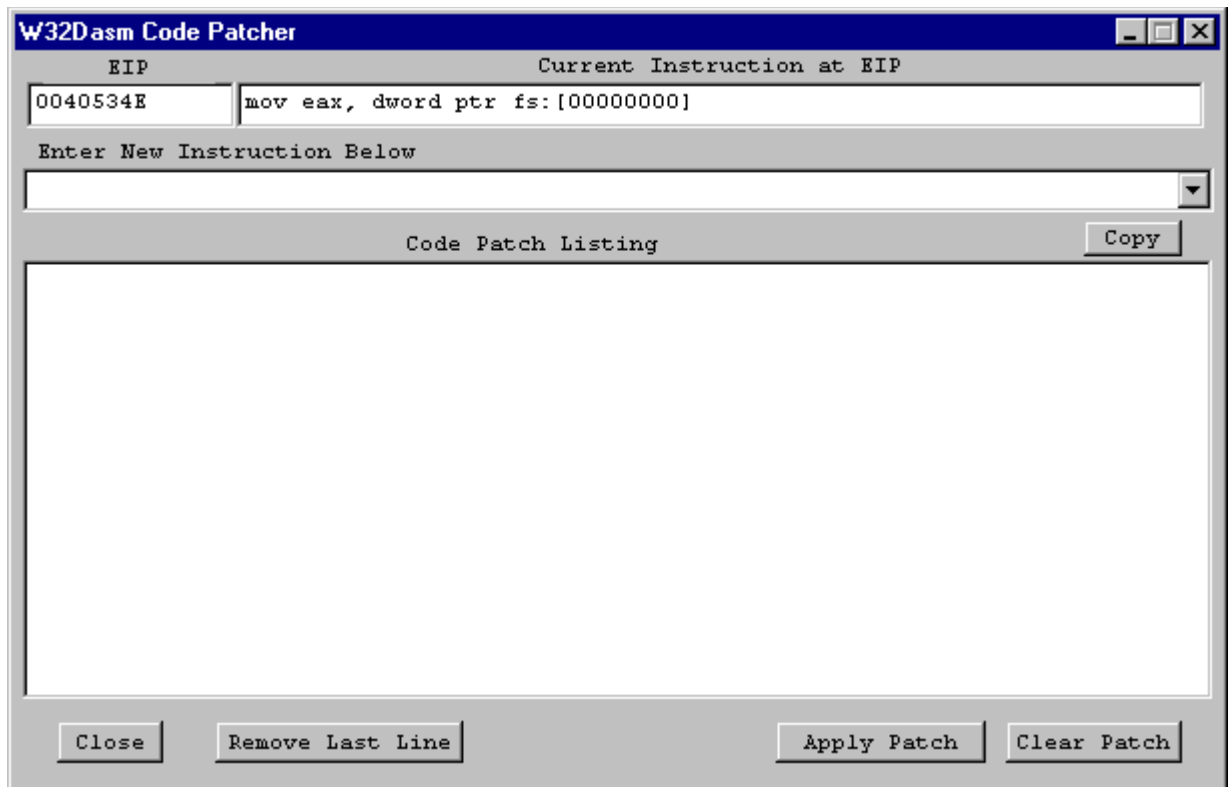 W32Dasm Code Patcher
EIP Current Instruction at EIP
0040534E mov eax, dword ptr fs:[00000000]
Enter New Instruction Below
Code Patch Listing Copy
Close Remove Last Line Apply Patch Clear Patch